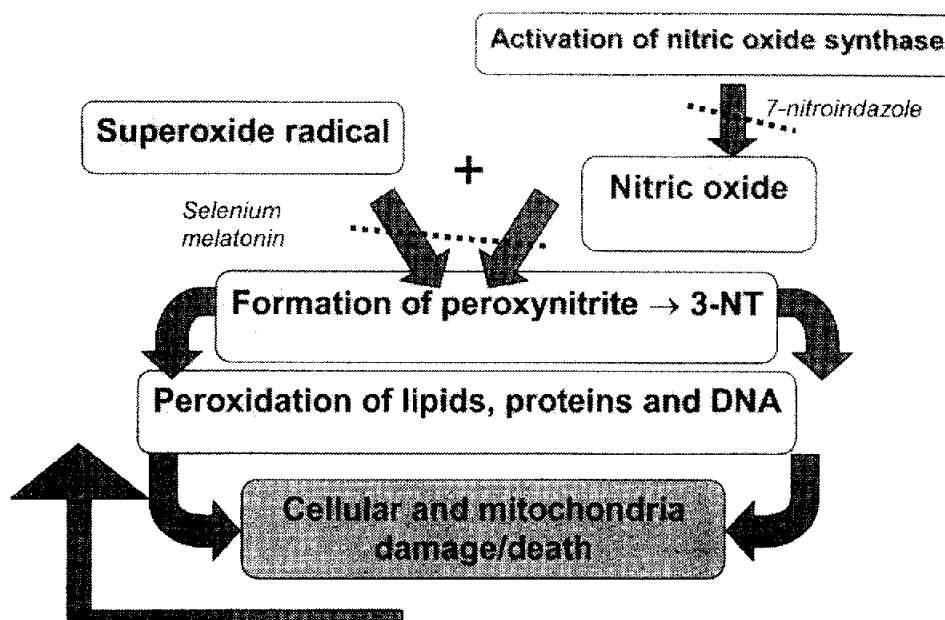 Activation of nitric oxide synthase
7-nitroindazole
Superoxide radical
+
Nitric oxide
Selenium
melatonin
Formation of peroxynitrite → 3-NT
Peroxidation of lipids, proteins and DNA
Cellular and mitochondria
damage/death